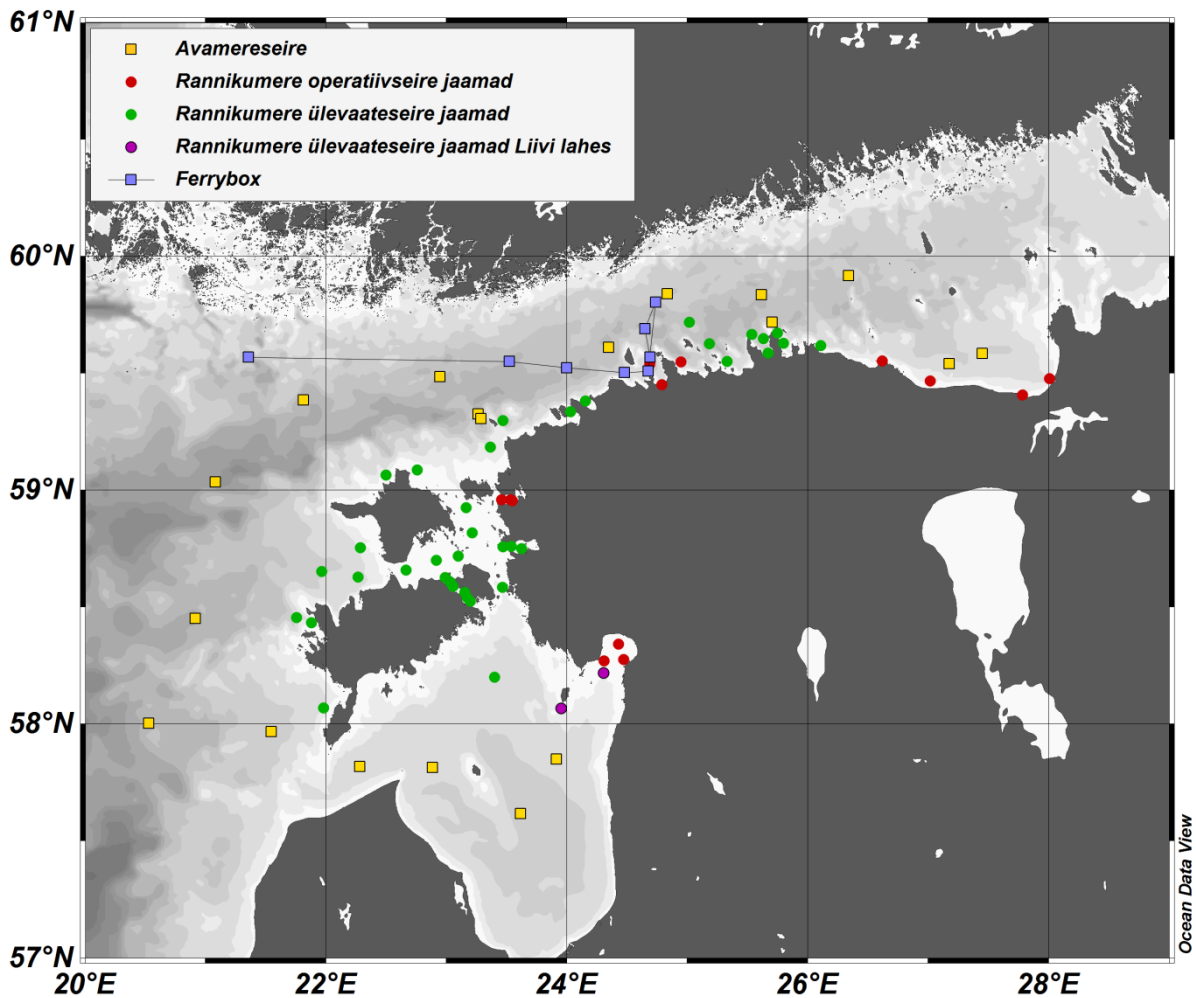 61°N
Avamereseire
Rannikumere operatiivseire jaamad
Rannikumere ülevaateseire jaamad
Rannikumere ülevaateseire jaamad Liivi lahes
Ferrybox
60°N
59°N
58°N
57°N
20°E 22°E 24°E 26°E 28°E
Ocean Data View